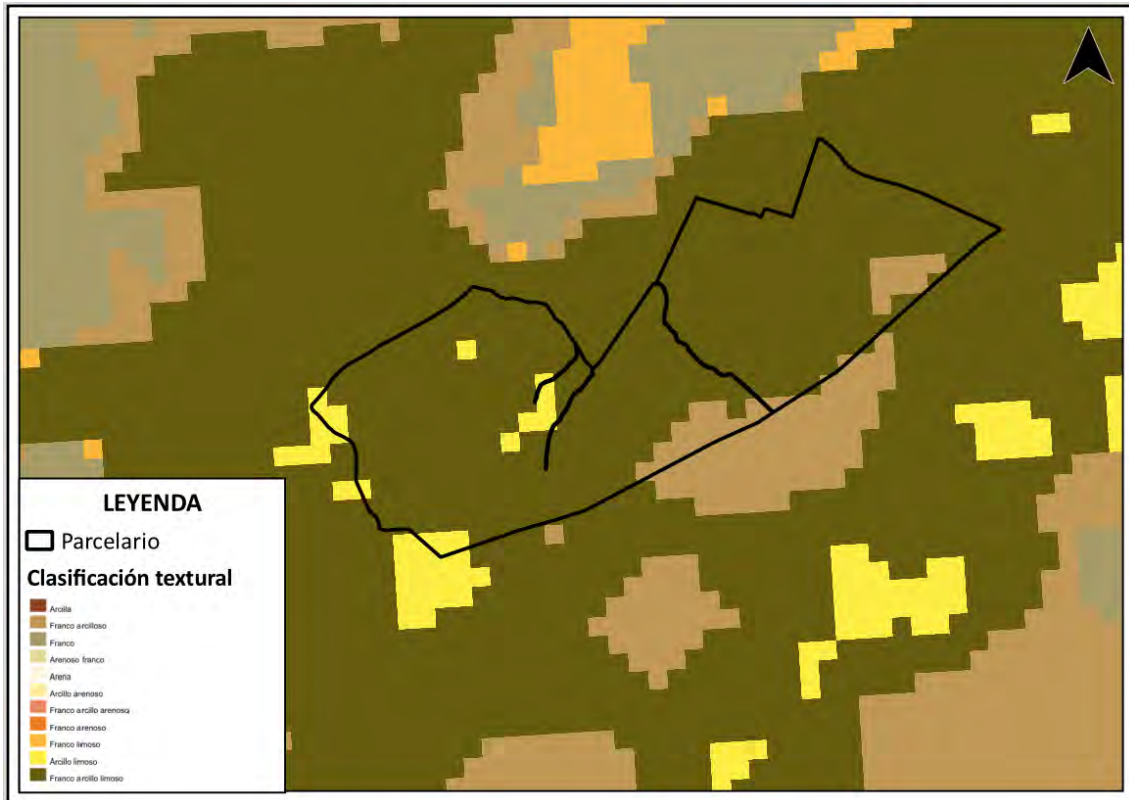 LEYENDA
Parcelario
Clasificación textural
Arcilla
Franco arcilloso
Franco
Arenoso franco
Arena
Arcillo arenoso
Franco arcillo arenoso
Franco arenoso
Franco limoso
Arcillo limoso
Franco arcillo limoso